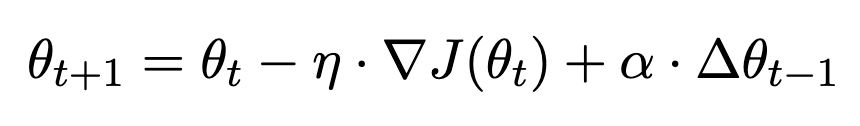 θ_{t+1} = θ_t − η · ∇J(θ_t) + α · Δθ_{t−1}